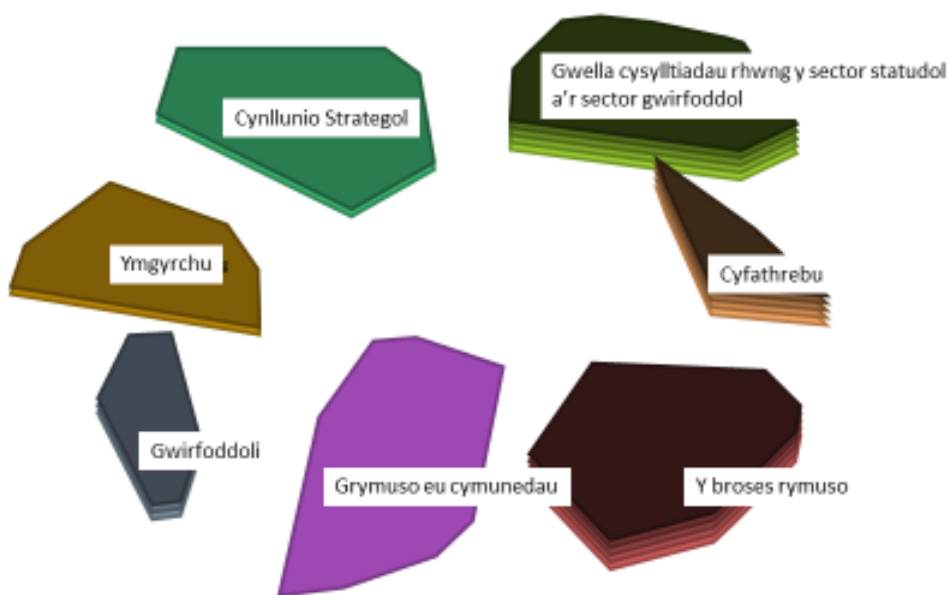 Gwella cysylltiadau rhwng y sector statudol
a'r sector gwirfoddol
Cynllunio Strategol
Ymgyrchu
Cyfathrebu
Gwirfoddoli
Grymuso eu cymunedau
Y broses rymuso